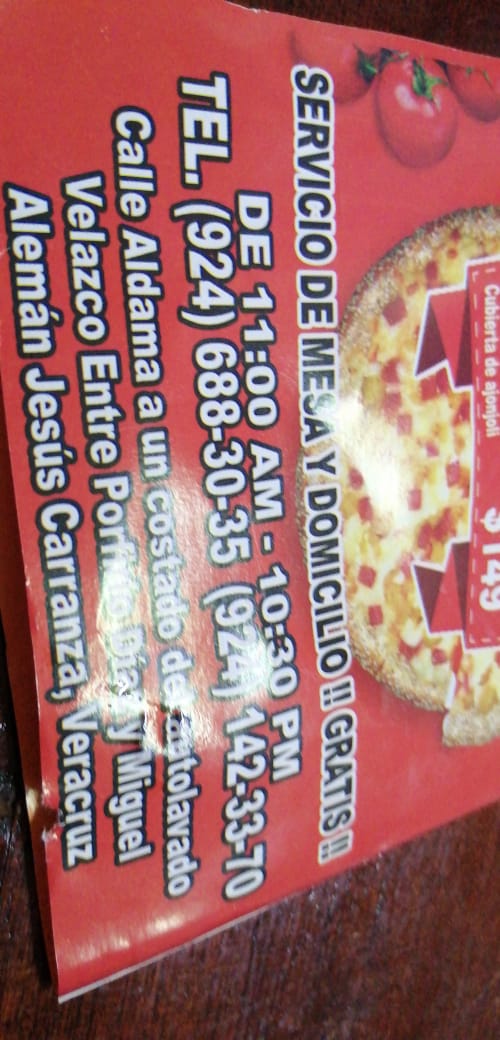 Cubierta de ajonjolí
$149
SERVICIO DE MESA Y DOMICILIO !! GRATIS !!
DE 11:00 AM - 10:30 PM
TEL. (924) 688-30-35 (924) 142-33-70
Calle Aldama a un costado del autolavado
Velazco Entre Porfirio Díaz y Miguel
Alemán Jesús Carranza, Veracruz